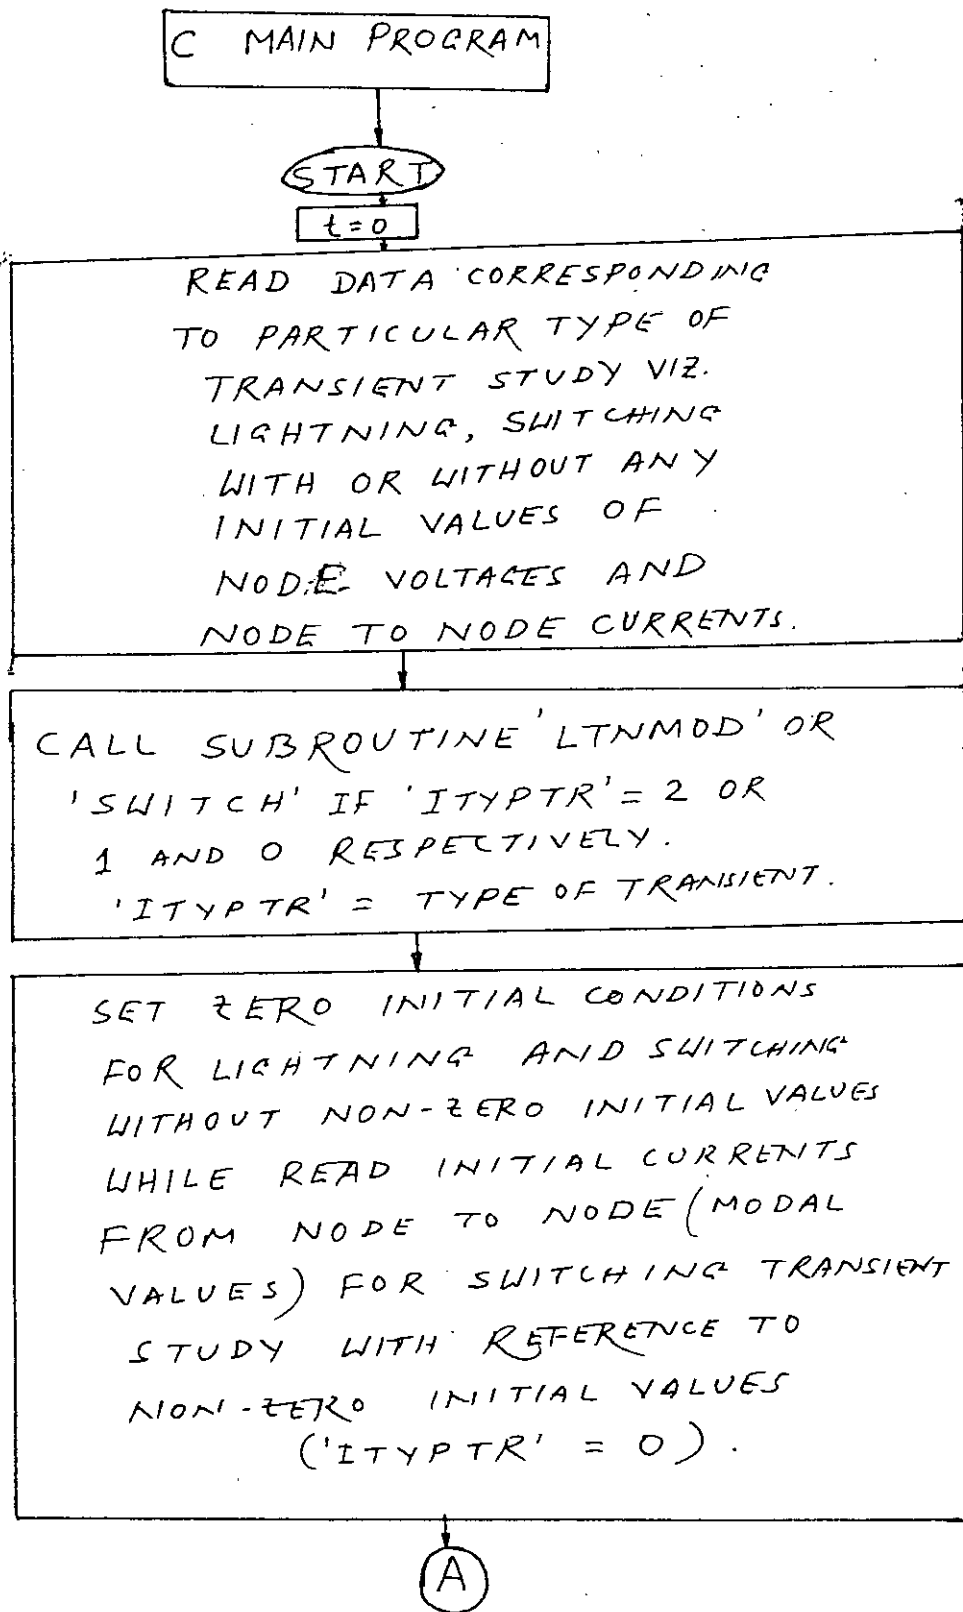 C MAIN PROGRAM
START
t = 0
READ DATA CORRESPONDING
TO PARTICULAR TYPE OF
TRANSIENT STUDY VIZ.
LIGHTNING, SWITCHING
WITH OR WITHOUT ANY
INITIAL VALUES OF
NODE VOLTAGES AND
NODE TO NODE CURRENTS.
CALL SUBROUTINE 'LTNMOD' OR
'SWITCH' IF 'ITYPTR' = 2 OR
1 AND 0 RESPECTIVELY.
'ITYPTR' = TYPE OF TRANSIENT.
SET ZERO INITIAL CONDITIONS
FOR LIGHTNING AND SWITCHING
WITHOUT NON-ZERO INITIAL VALUES
WHILE READ INITIAL CURRENTS
FROM NODE TO NODE (MODAL
VALUES) FOR SWITCHING TRANSIENT
STUDY WITH REFERENCE TO
NON-ZERO INITIAL VALUES
('ITYPTR' = 0).
A